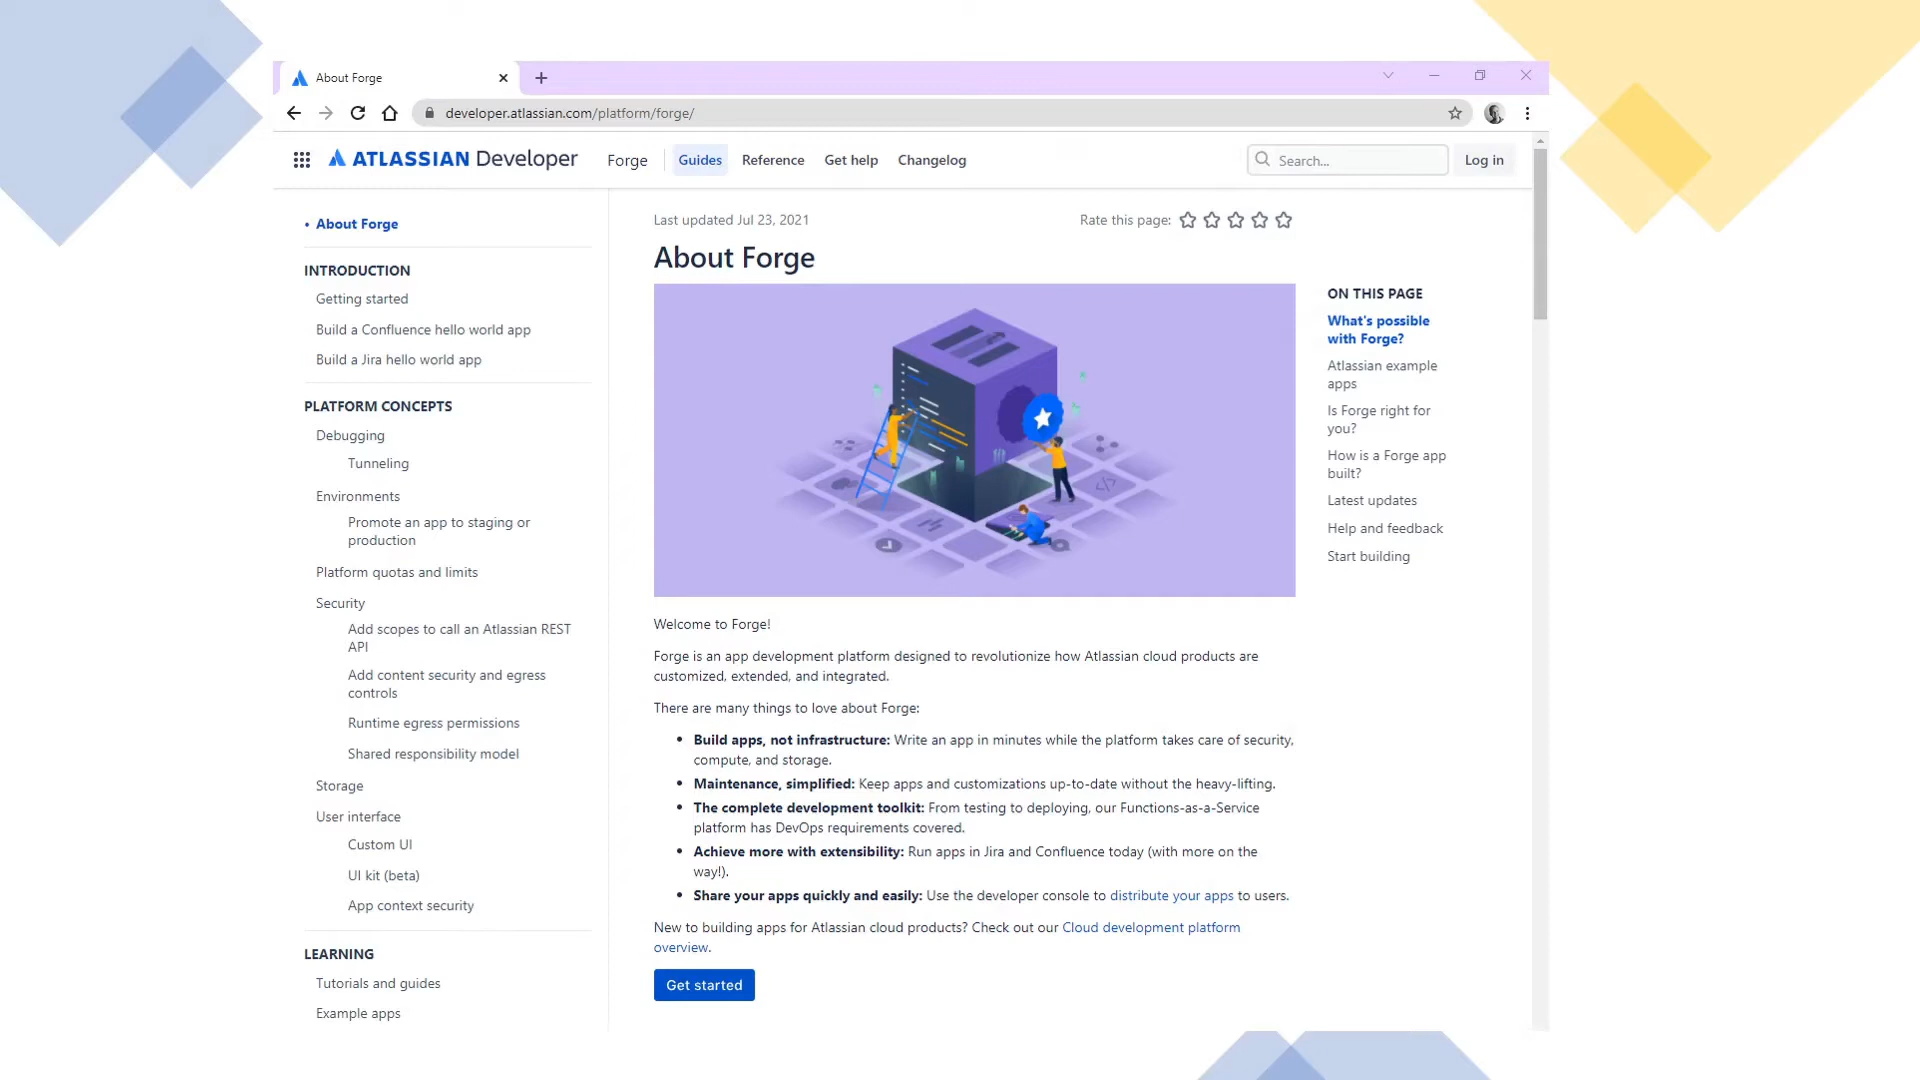 About Forge
developer.atlassian.com/platform/forge/
ATLASSIAN Developer
Forge
Guides
Reference
Get help
Changelog
Search...
Log in
• About Forge
INTRODUCTION
Getting started
Build a Confluence hello world app
Build a Jira hello world app
PLATFORM CONCEPTS
Debugging
Tunneling
Environments
Promote an app to staging or
production
Platform quotas and limits
Security
Add scopes to call an Atlassian REST
API
Add content security and egress
controls
Runtime egress permissions
Shared responsibility model
Storage
User interface
Custom UI
UI kit (beta)
App context security
LEARNING
Tutorials and guides
Example apps
Last updated Jul 23, 2021
Rate this page:
About Forge
Welcome to Forge!
Forge is an app development platform designed to revolutionize how Atlassian cloud products are
customized, extended, and integrated.
There are many things to love about Forge:
• Build apps, not infrastructure: Write an app in minutes while the platform takes care of security,
compute, and storage.
• Maintenance, simplified: Keep apps and customizations up-to-date without the heavy-lifting.
• The complete development toolkit: From testing to deploying, our Functions-as-a-Service
platform has DevOps requirements covered.
• Achieve more with extensibility: Run apps in Jira and Confluence today (with more on the
way!).
• Share your apps quickly and easily: Use the developer console to distribute your apps to users.
New to building apps for Atlassian cloud products? Check out our Cloud development platform
overview.
Get started
ON THIS PAGE
What's possible
with Forge?
Atlassian example
apps
Is Forge right for
you?
How is a Forge app
built?
Latest updates
Help and feedback
Start building